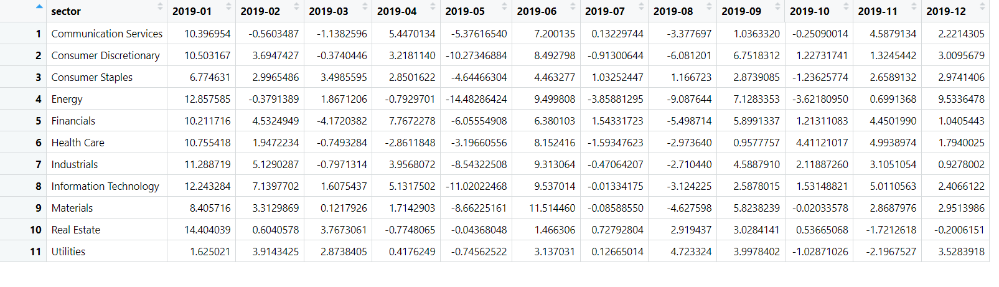 sector 2019-01 2019-02 2019-03 2019-04 2019-05 2019-06 2019-07 2019-08 2019-09 2019-10 2019-11 2019-12
1 Communication Services 10.396954 -0.5603487 -1.1382596 5.4470134 -5.37616540 7.200135 0.13229744 -3.377697 1.0363320 -0.25090014 4.5879134 2.2214305
2 Consumer Discretionary 10.503167 3.6947427 -0.3740446 3.2181140 -10.27346884 8.492798 -0.91300644 -6.081201 6.7518312 1.22731741 1.3245442 3.0095679
3 Consumer Staples 6.774631 2.9965486 3.4985595 2.8501622 -4.64466304 4.463277 1.03252447 1.166723 2.8739085 -1.23625774 2.6589132 2.9741406
4 Energy 12.857585 -0.3791389 1.8671206 -0.7929701 -14.48286424 9.499808 -3.85881295 -9.087644 7.1283353 -3.62180950 0.6991368 9.5336478
5 Financials 10.211716 4.5324949 -4.1720382 7.7672278 -6.05554908 6.380103 1.54331723 -5.498714 5.8991337 1.21311083 4.4501990 1.0405443
6 Health Care 10.755418 1.9472234 -0.7493284 -2.8611848 -3.19660556 8.152416 -1.59347623 -2.973640 0.9577757 4.41121017 4.9938974 1.7940025
7 Industrials 11.288719 5.1290287 -0.7971314 3.9568072 -8.54322508 9.313064 -0.47064207 -2.710440 4.5887910 2.11887260 3.1051054 0.9278002
8 Information Technology 12.243284 7.1397702 1.6075437 5.1317502 -11.02022468 9.537014 -0.01334175 -3.124225 2.5878015 1.53148821 5.0110563 2.4066122
9 Materials 8.405716 3.3129869 0.1217926 1.7142903 -8.66225161 11.514460 -0.08588550 -4.627598 5.8238239 -0.02033578 2.8687976 2.9513986
10 Real Estate 14.404039 0.6040578 3.7673061 -0.7748065 -0.04368048 1.466306 0.72792804 2.919437 3.0284141 0.53665068 -1.7212618 -0.2006151
11 Utilities 1.625021 3.9143425 2.8738405 0.4176249 -0.74562522 3.137031 0.12665014 4.723324 3.9978402 -1.02871026 -2.1967527 3.5283918